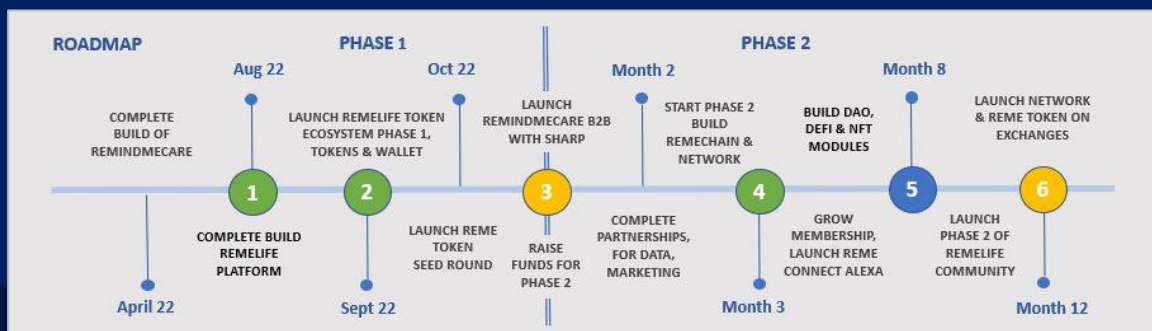 ROADMAP
PHASE 1
PHASE 2
Aug 22
Oct 22
Month 2
Month 8
COMPLETE
BUILD OF
REMINDMECARE
LAUNCH REMELIFE TOKEN
ECOSYSTEM PHASE 1,
TOKENS & WALLET
LAUNCH
REMINDMECARE B2B
WITH SHARP
START PHASE 2
BUILD
REMECHAIN &
NETWORK
BUILD DAO,
DEFI & NFT
MODULES
LAUNCH NETWORK
& REME TOKEN ON
EXCHANGES
1
2
3
4
5
6
COMPLETE BUILD
REMELIFE
PLATFORM
LAUNCH REME
TOKEN
SEED ROUND
RAISE
FUNDS FOR
PHASE 2
COMPLETE
PARTNERSHIPS,
FOR DATA,
MARKETING
GROW
MEMBERSHIP,
LAUNCH REME
CONNECT ALEXA
LAUNCH
PHASE 2 OF
REMELIFE
COMMUNITY
April 22
Sept 22
Month 3
Month 12